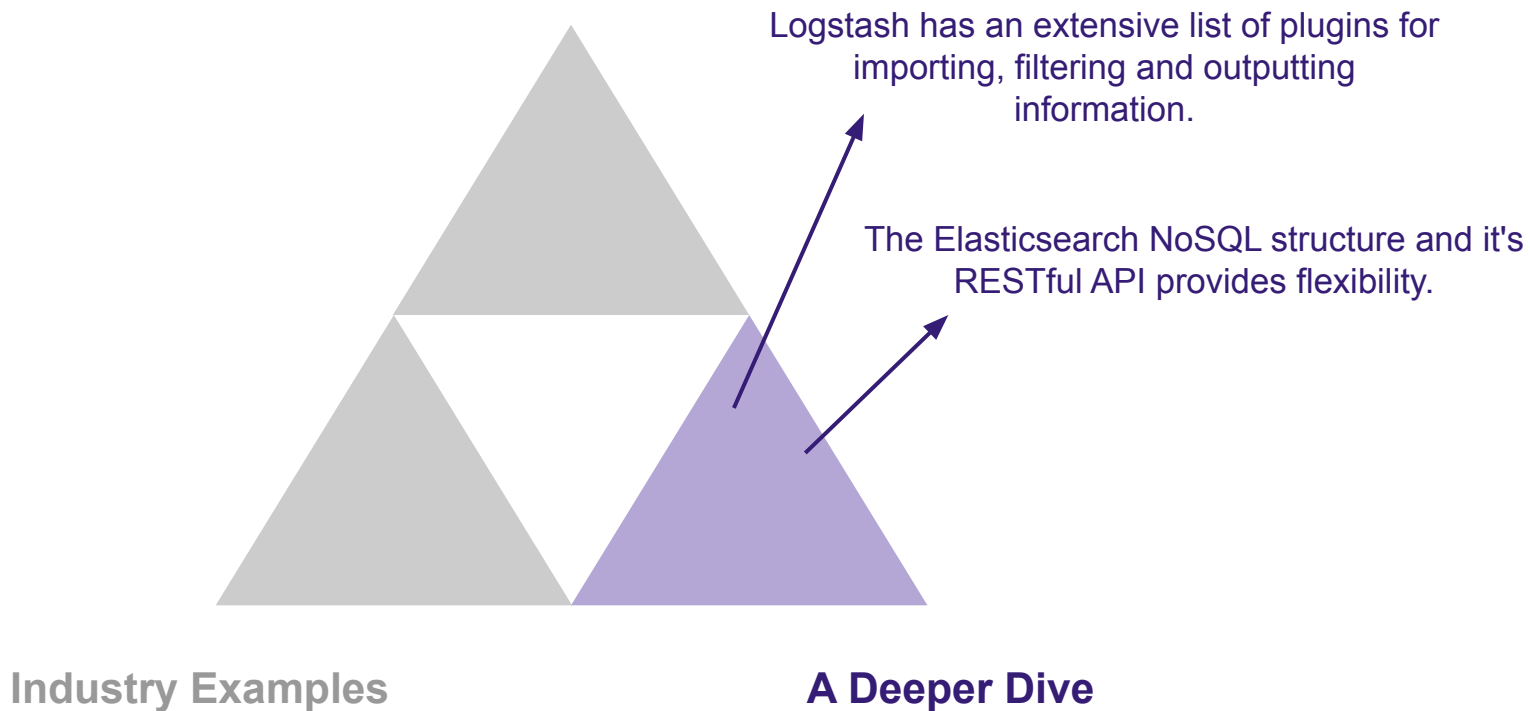 Logstash has an extensive list of plugins for
importing, filtering and outputting
information.
The Elasticsearch NoSQL structure and it's
RESTful API provides flexibility.
Industry Examples
A Deeper Dive